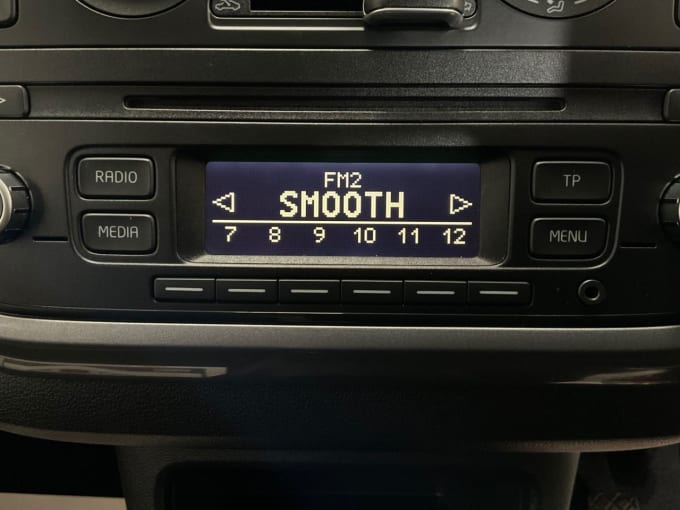 RADIO
MEDIA
FM2
SMOOTH
7 8 9 10 11 12
TP
MENU